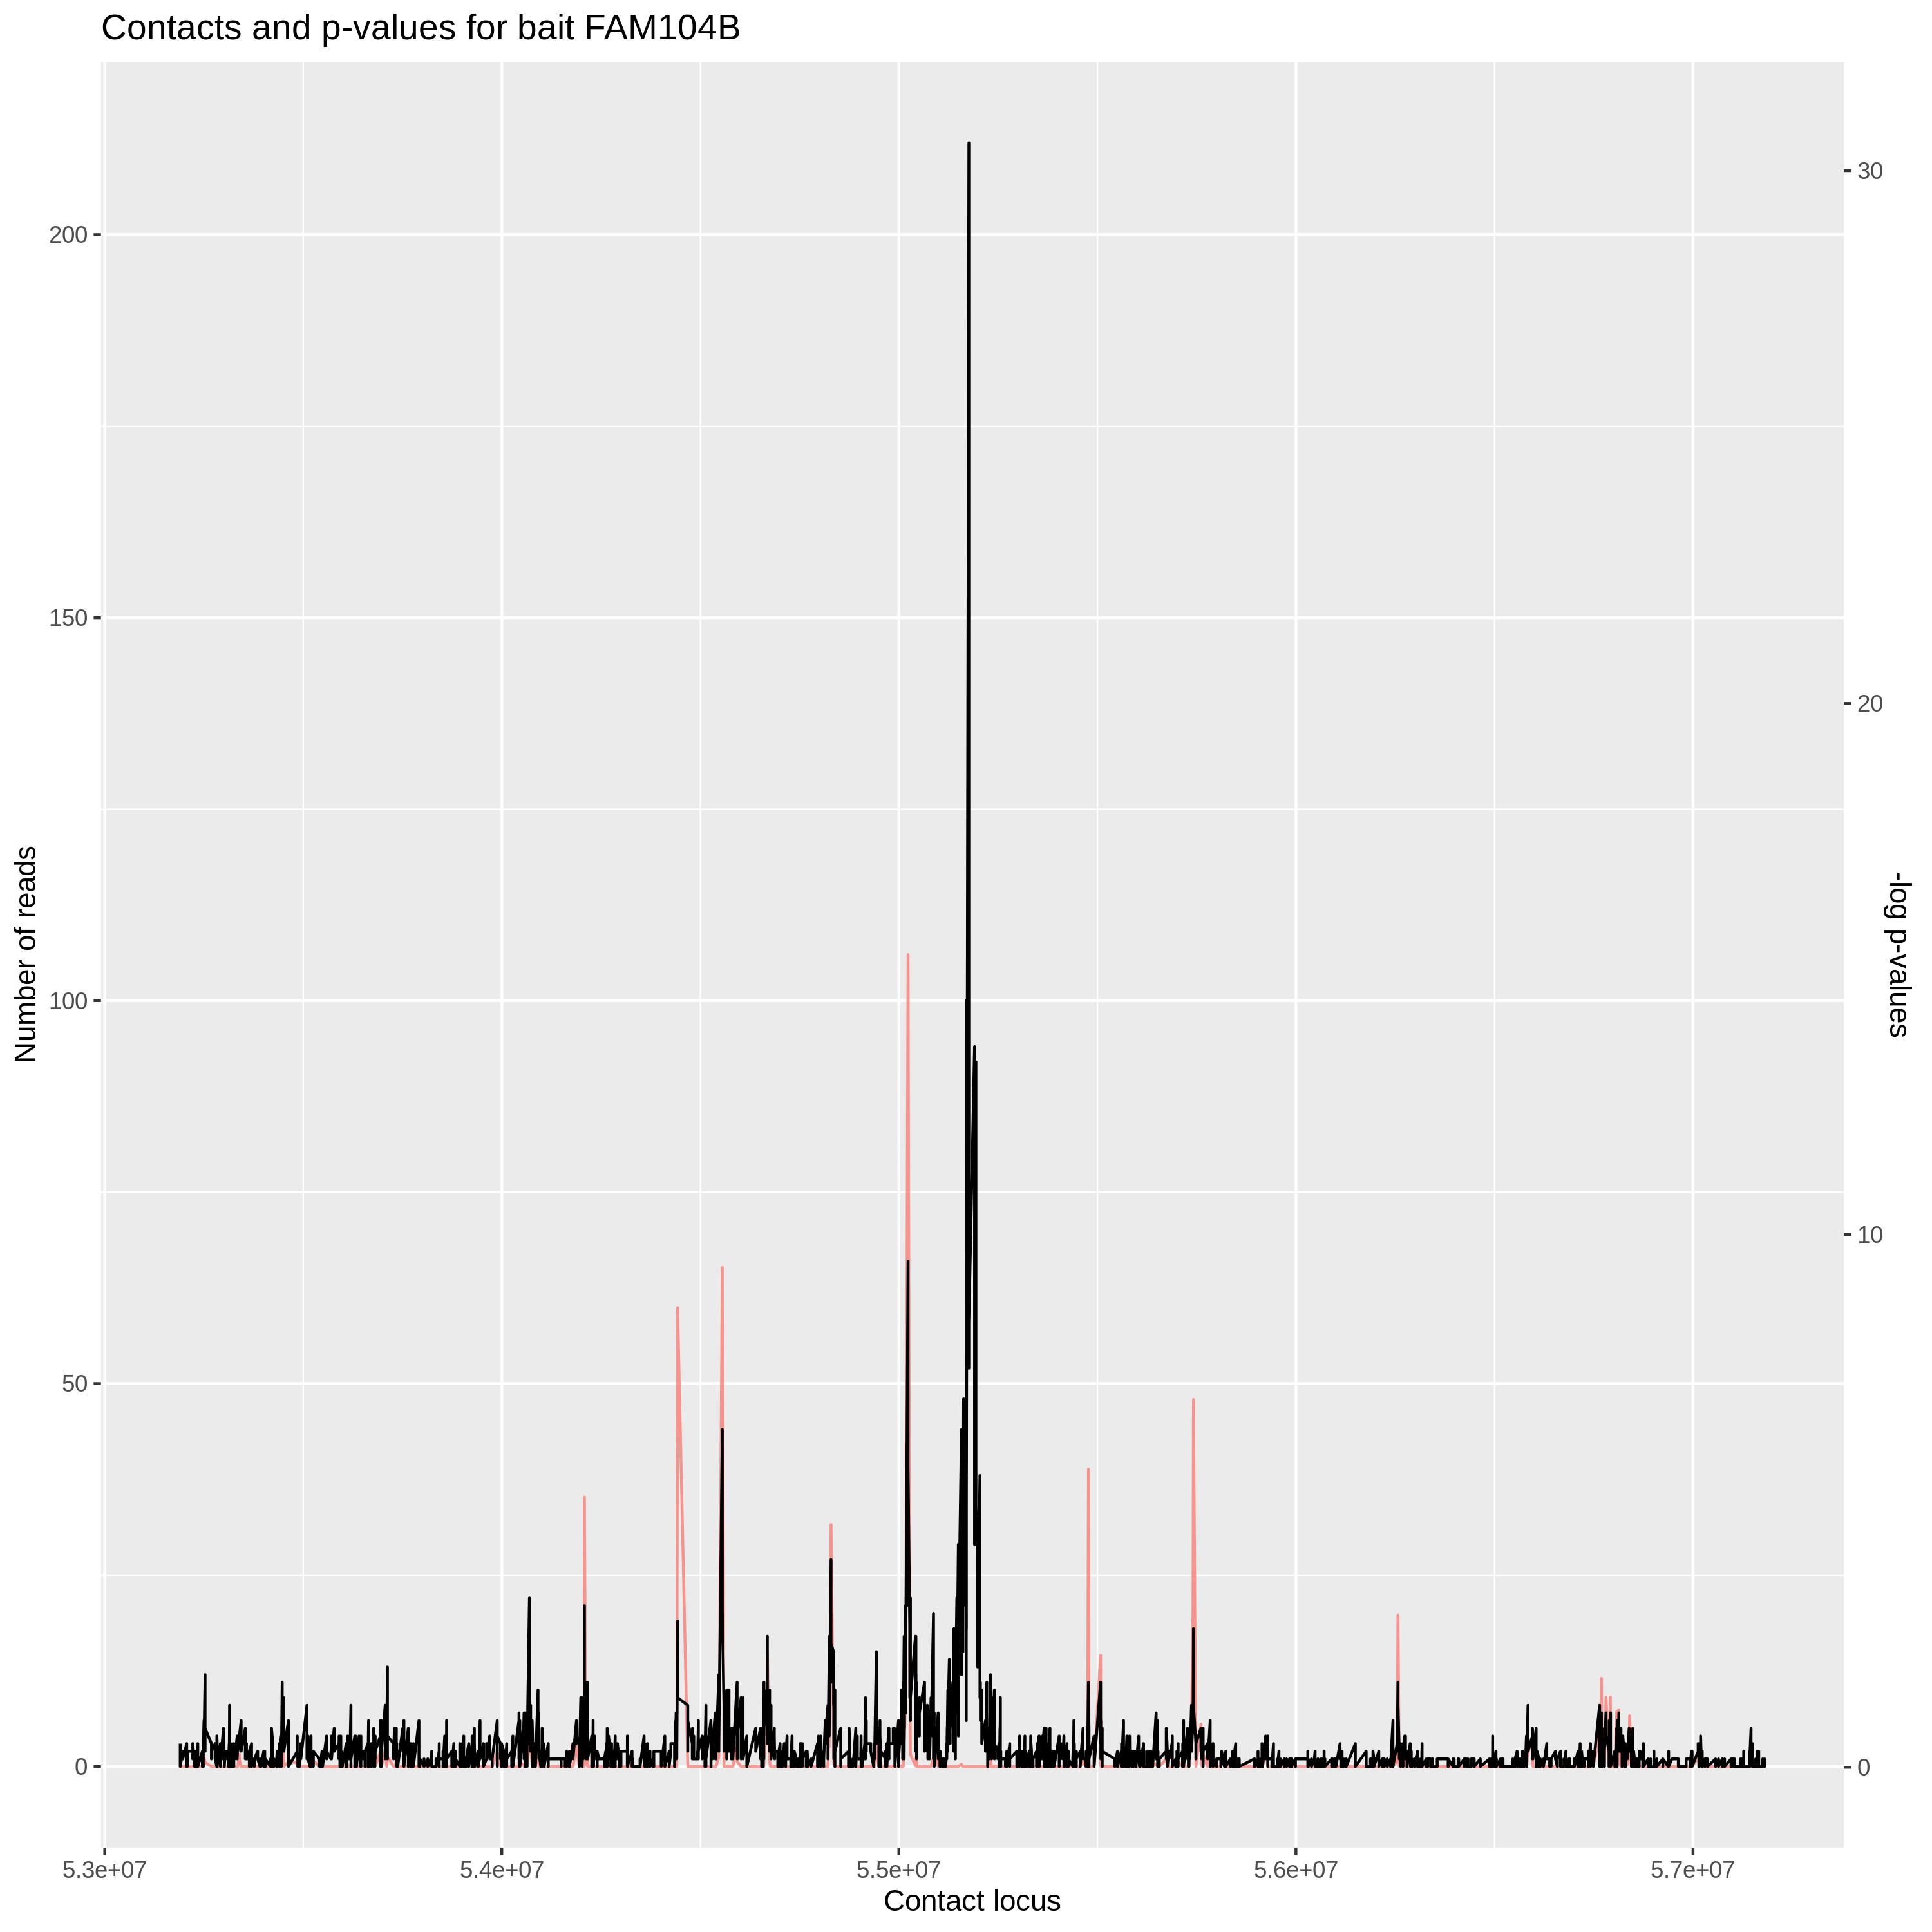 Contacts and p-values for bait FAM104B
200
150
100
50
0
Number of reads
30
20
10
0
-log p-values
5.3e+07
5.4e+07
5.5e+07
5.6e+07
5.7e+07
Contact locus